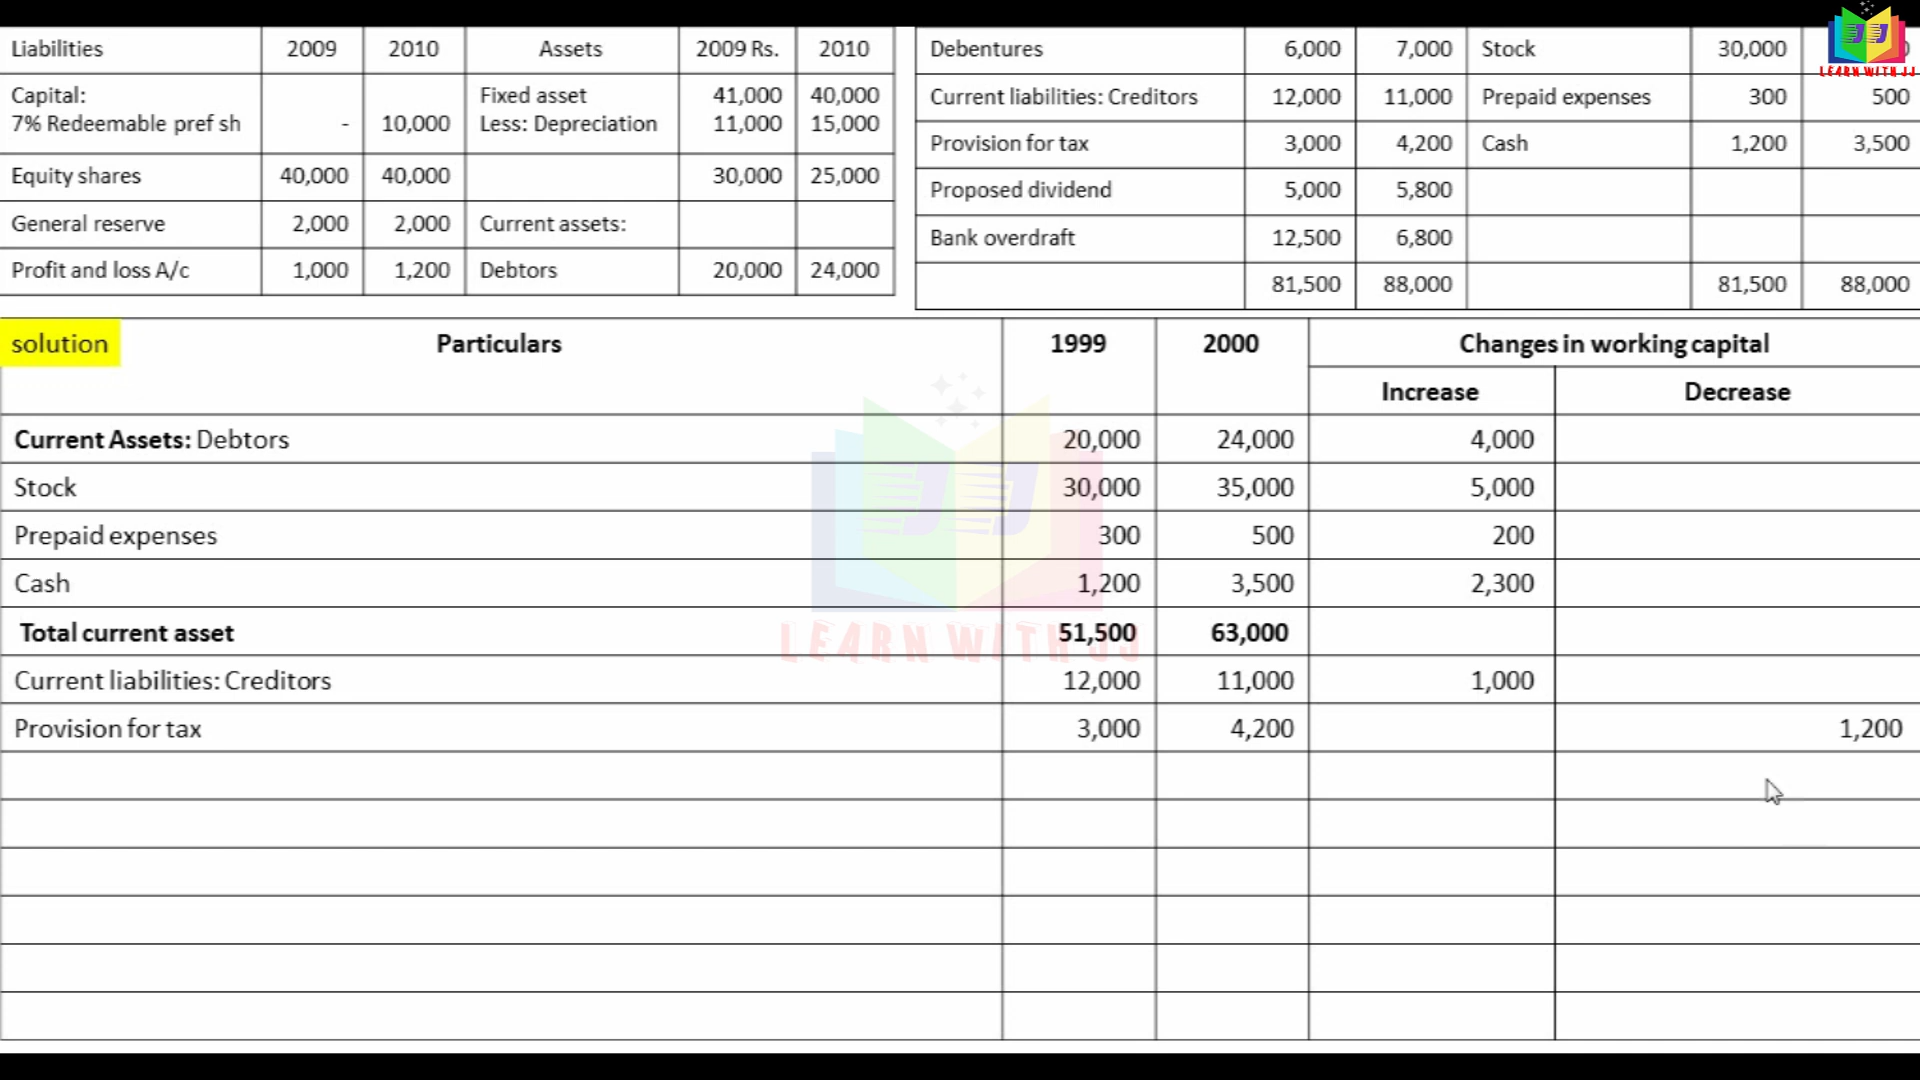 Liabilities 2009 2010 Assets 2009 Rs. 2010
Capital: Fixed asset 41,000 40,000
7% Redeemable pref sh - 10,000 Less: Depreciation 11,000 15,000
Equity shares 40,000 40,000 30,000 25,000
General reserve 2,000 2,000 Current assets:
Profit and loss A/c 1,000 1,200 Debtors 20,000 24,000
Debentures 6,000 7,000 Stock 30,000
Current liabilities: Creditors 12,000 11,000 Prepaid expenses 300 500
Provision for tax 3,000 4,200 Cash 1,200 3,500
Proposed dividend 5,000 5,800
Bank overdraft 12,500 6,800
81,500 88,000 81,500 88,000
JJ
LEARN WITH JJ
solution Particulars 1999 2000 Changes in working capital
Increase Decrease
Current Assets: Debtors 20,000 24,000 4,000
Stock 30,000 35,000 5,000
Prepaid expenses 300 500 200
Cash 1,200 3,500 2,300
Total current asset 51,500 63,000
Current liabilities: Creditors 12,000 11,000 1,000
Provision for tax 3,000 4,200 1,200
JJ
LEARN WITH JJ